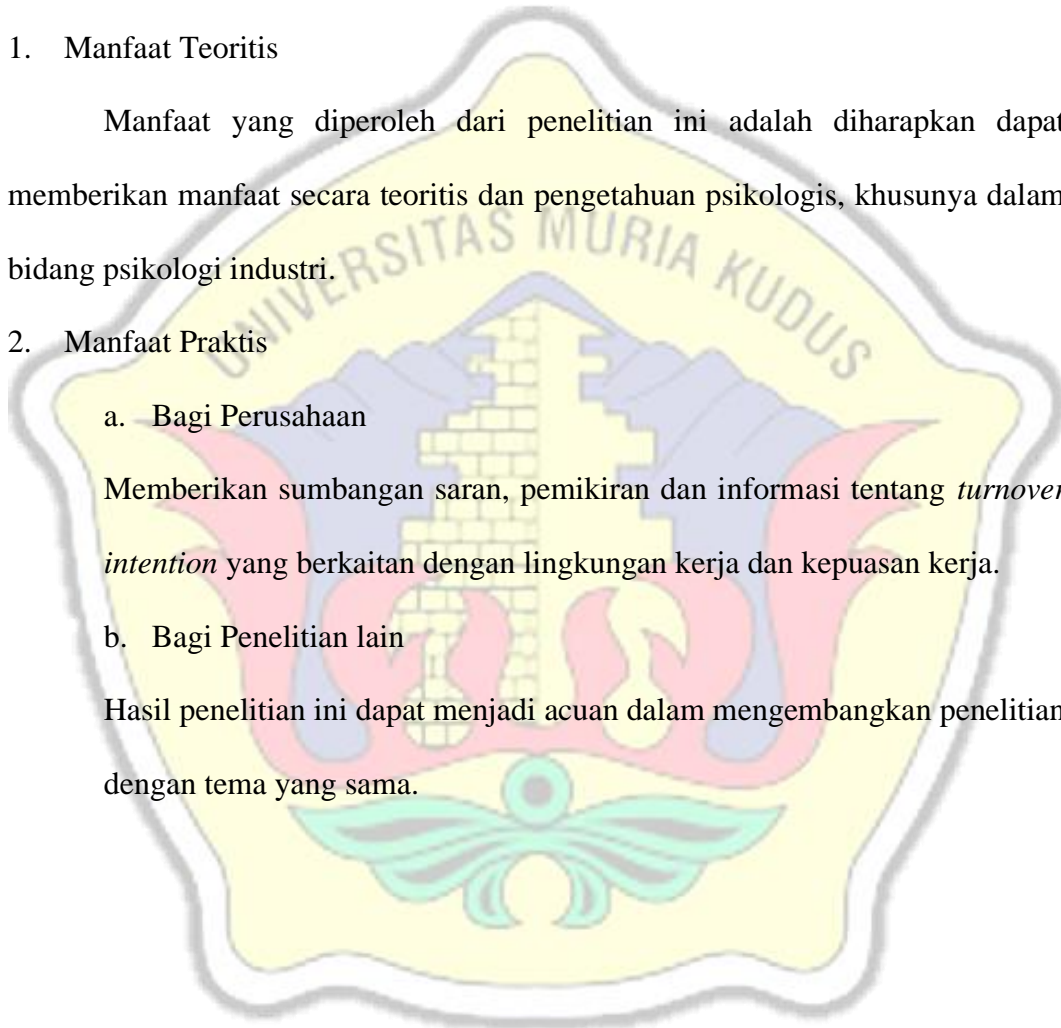 1. Manfaat Teoritis
Manfaat yang diperoleh dari penelitian ini adalah diharapkan dapat
memberikan manfaat secara teoritis dan pengetahuan psikologis, khusunya dalam
bidang psikologi industri.
UNIVERSITAS MURIA KUDUS
2. Manfaat Praktis
a. Bagi Perusahaan
Memberikan sumbangan saran, pemikiran dan informasi tentang turnover
intention yang berkaitan dengan lingkungan kerja dan kepuasan kerja.
b. Bagi Penelitian lain
Hasil penelitian ini dapat menjadi acuan dalam mengembangkan penelitian
dengan tema yang sama.